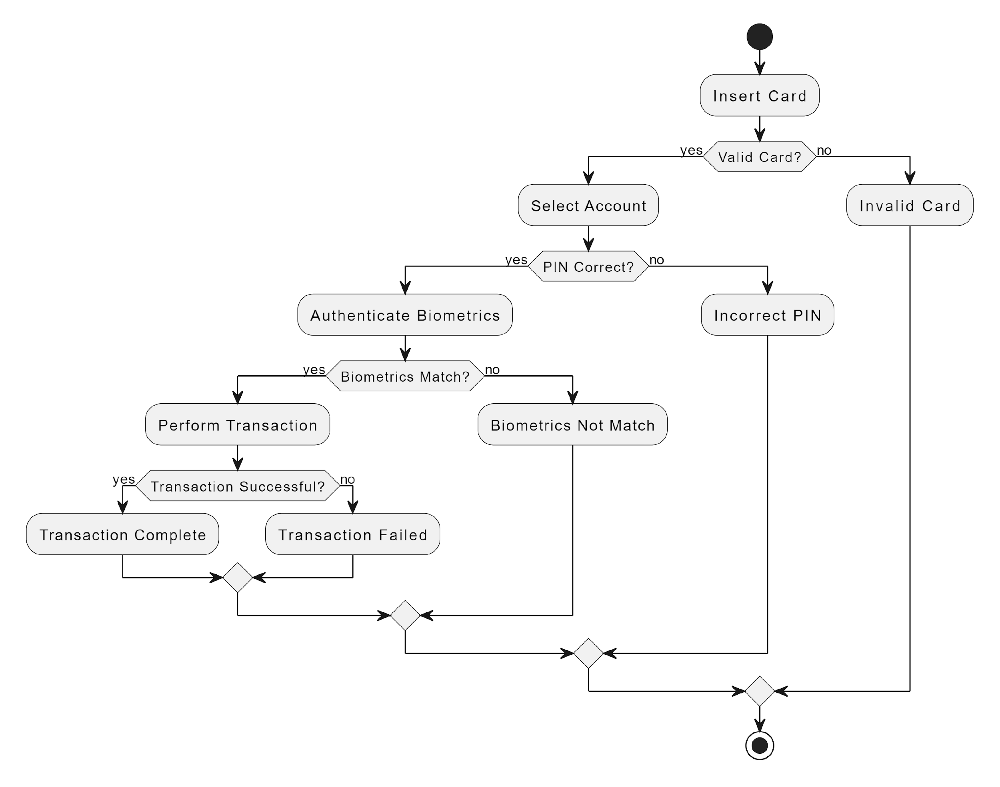 Insert Card
yes
Valid Card?
no
Select Account
Invalid Card
yes
PIN Correct?
no
Authenticate Biometrics
Incorrect PIN
yes
Biometrics Match?
no
Perform Transaction
Biometrics Not Match
yes
Transaction Successful?
no
Transaction Complete
Transaction Failed